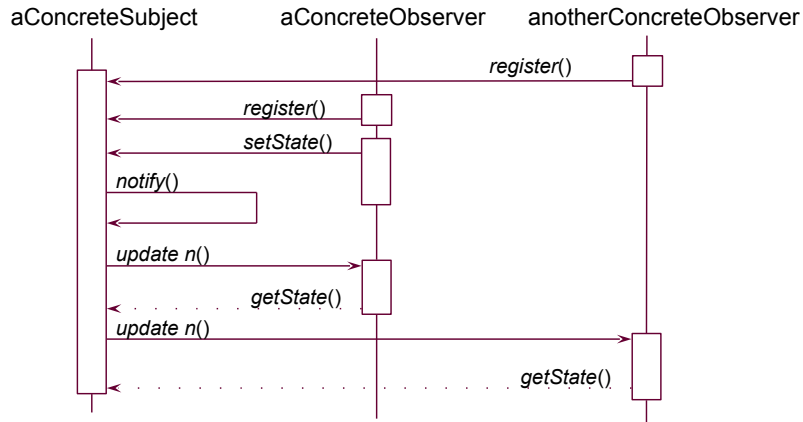 aConcreteSubject aConcreteObserver anotherConcreteObserver
register()
register()
setState()
notify()
update n()
getState()
update n()
getState()